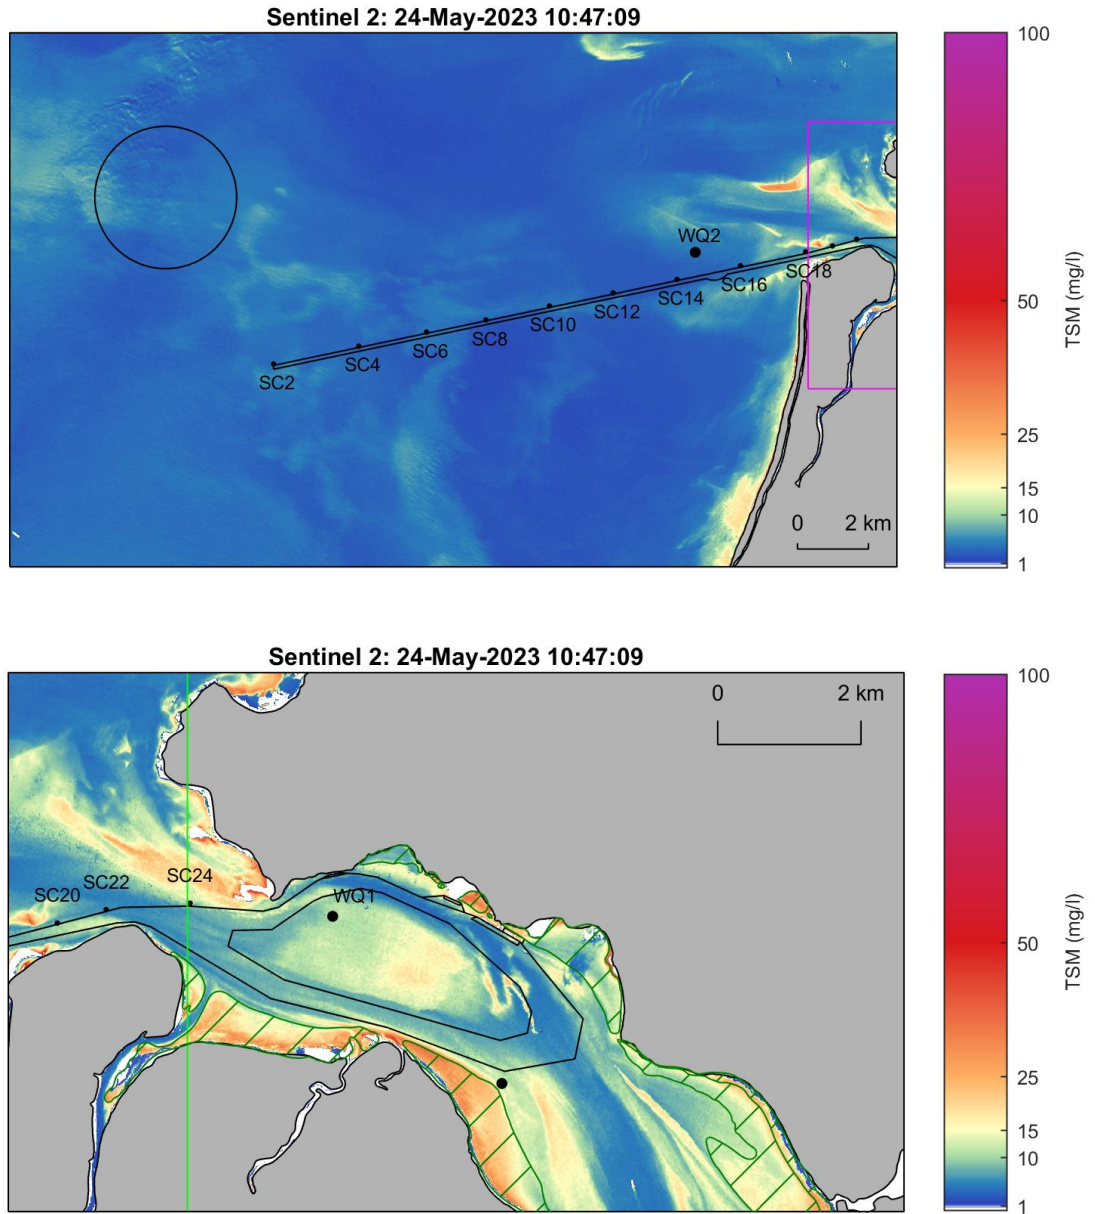 Sentinel 2: 24-May-2023 10:47:09
WQ2
SC18
SC16
SC14
SC12
SC10
SC8
SC6
SC4
SC2
0 2 km
100
50
25
15
10
1
TSM (mg/l)
Sentinel 2: 24-May-2023 10:47:09
0 2 km
SC24
SC22
SC20
WQ1
100
50
25
15
10
1
TSM (mg/l)